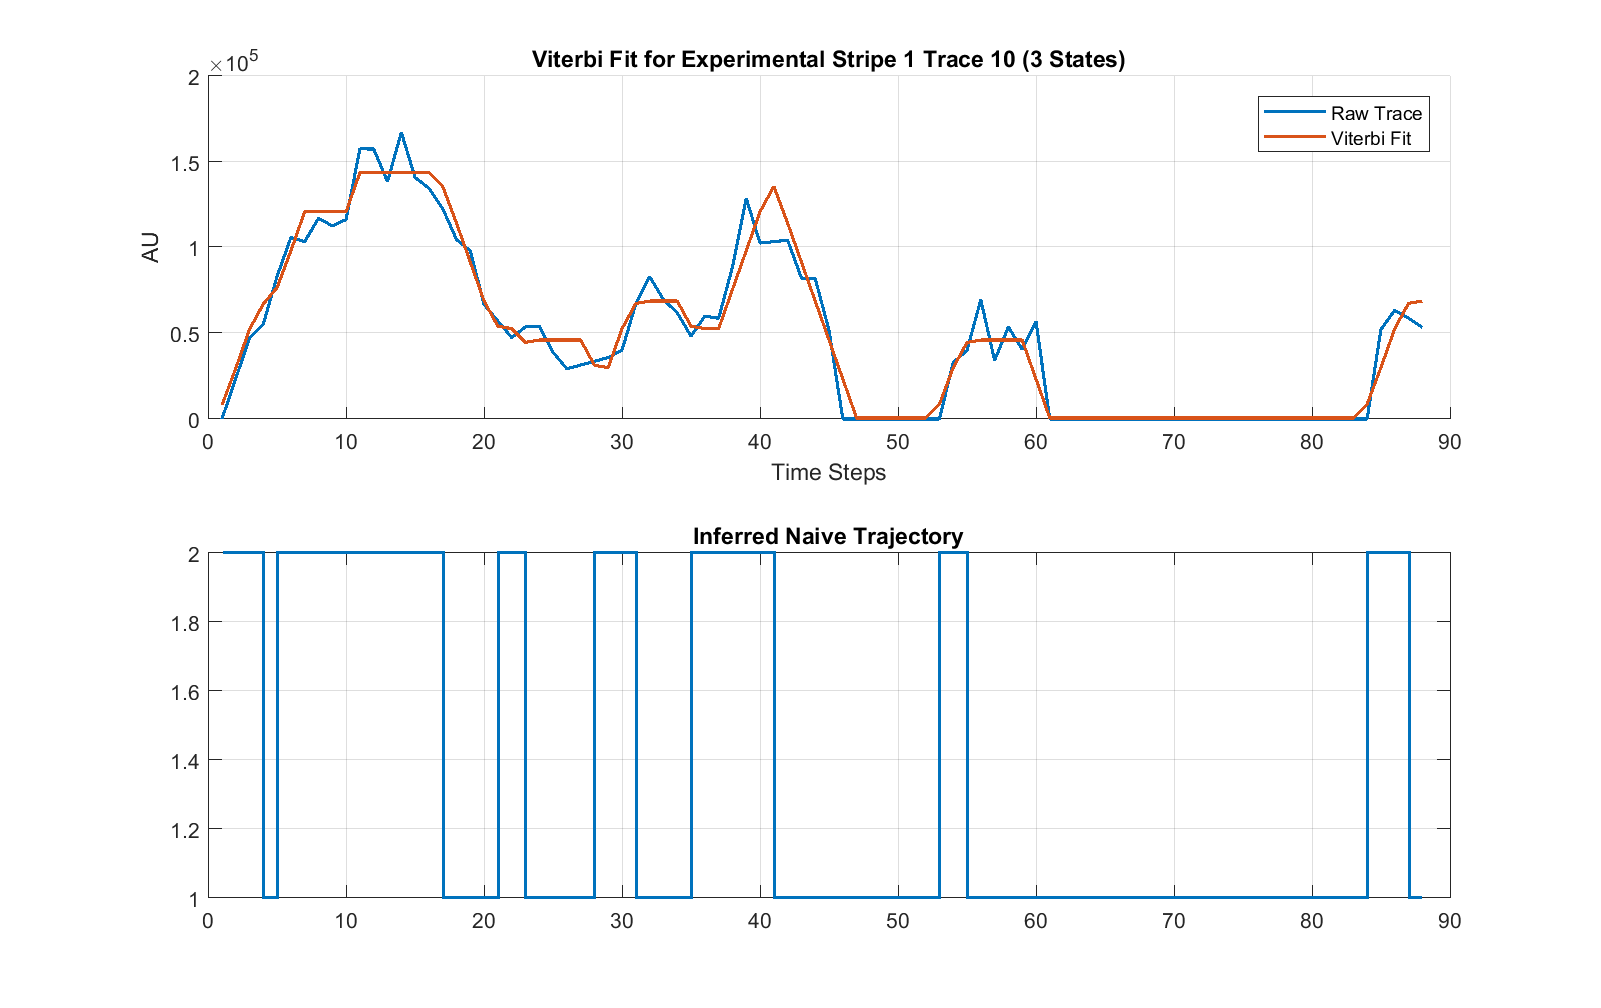 Viterbi Fit for Experimental Stripe 1 Trace 10 (3 States)
×10^5
2
1.5
1
0.5
0
AU
Raw Trace
Viterbi Fit
0 10 20 30 40 50 60 70 80 90
Time Steps
Inferred Naive Trajectory
2
1.8
1.6
1.4
1.2
1
0 10 20 30 40 50 60 70 80 90